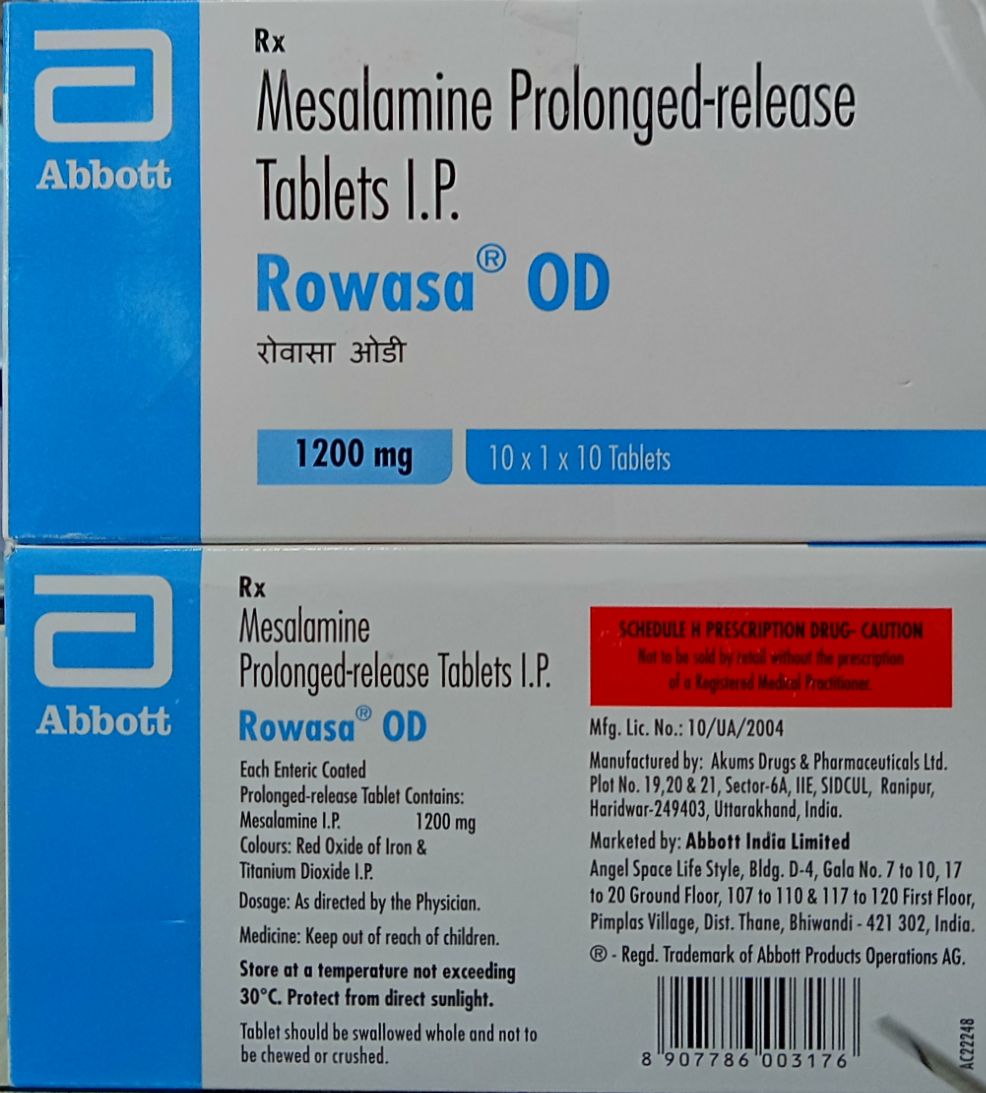 Abbott
Rx
Mesalamine Prolonged-release
Tablets I.P.
Rowasa® OD
रोवासा ओडी
1200 mg
10 x 1 x 10 Tablets
Abbott
Rx
Mesalamine
Prolonged-release Tablets I.P.
Rowasa® OD
Each Enteric Coated
Prolonged-release Tablet Contains:
Mesalamine I.P. 1200 mg
Colours: Red Oxide of Iron &
Titanium Dioxide I.P.
Dosage: As directed by the Physician.
Medicine: Keep out of reach of children.
Store at a temperature not exceeding
30°C. Protect from direct sunlight.
Tablet should be swallowed whole and not to
be chewed or crushed.
SCHEDULE H PRESCRIPTION DRUG- CAUTION
Not to be sold by retail without the prescription
of a Registered Medical Practitioner.
Mfg. Lic. No.: 10/UA/2004
Manufactured by: Akums Drugs & Pharmaceuticals Ltd.
Plot No. 19,20 & 21, Sector-6A, IIE, SIDCUL, Ranipur,
Haridwar-249403, Uttarakhand, India.
Marketed by: Abbott India Limited
Angel Space Life Style, Bldg. D-4, Gala No. 7 to 10, 17
to 20 Ground Floor, 107 to 110 & 117 to 120 First Floor,
Pimplas Village, Dist. Thane, Bhiwandi - 421 302, India.
® - Regd. Trademark of Abbott Products Operations AG.
8 907786 003176
AC22248